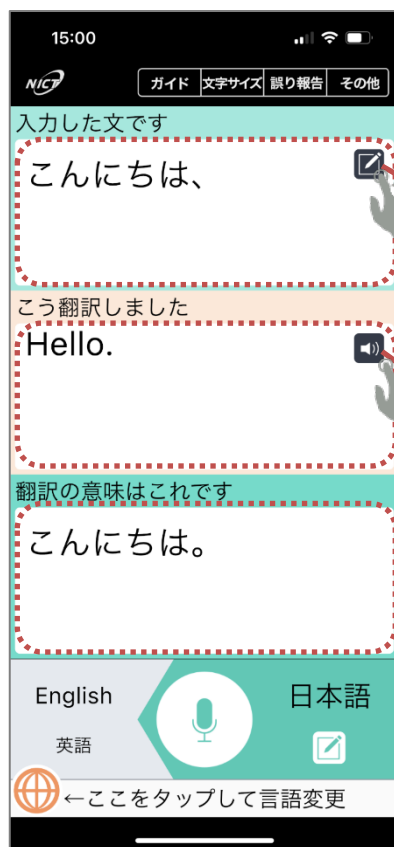 15:00
NICT
ガイド 文字サイズ 誤り報告 その他
入力した文です
こんにちは、
こう翻訳しました
Hello.
翻訳の意味はこれです
こんにちは。
English 日本語
英語
←ここをタップして言語変更